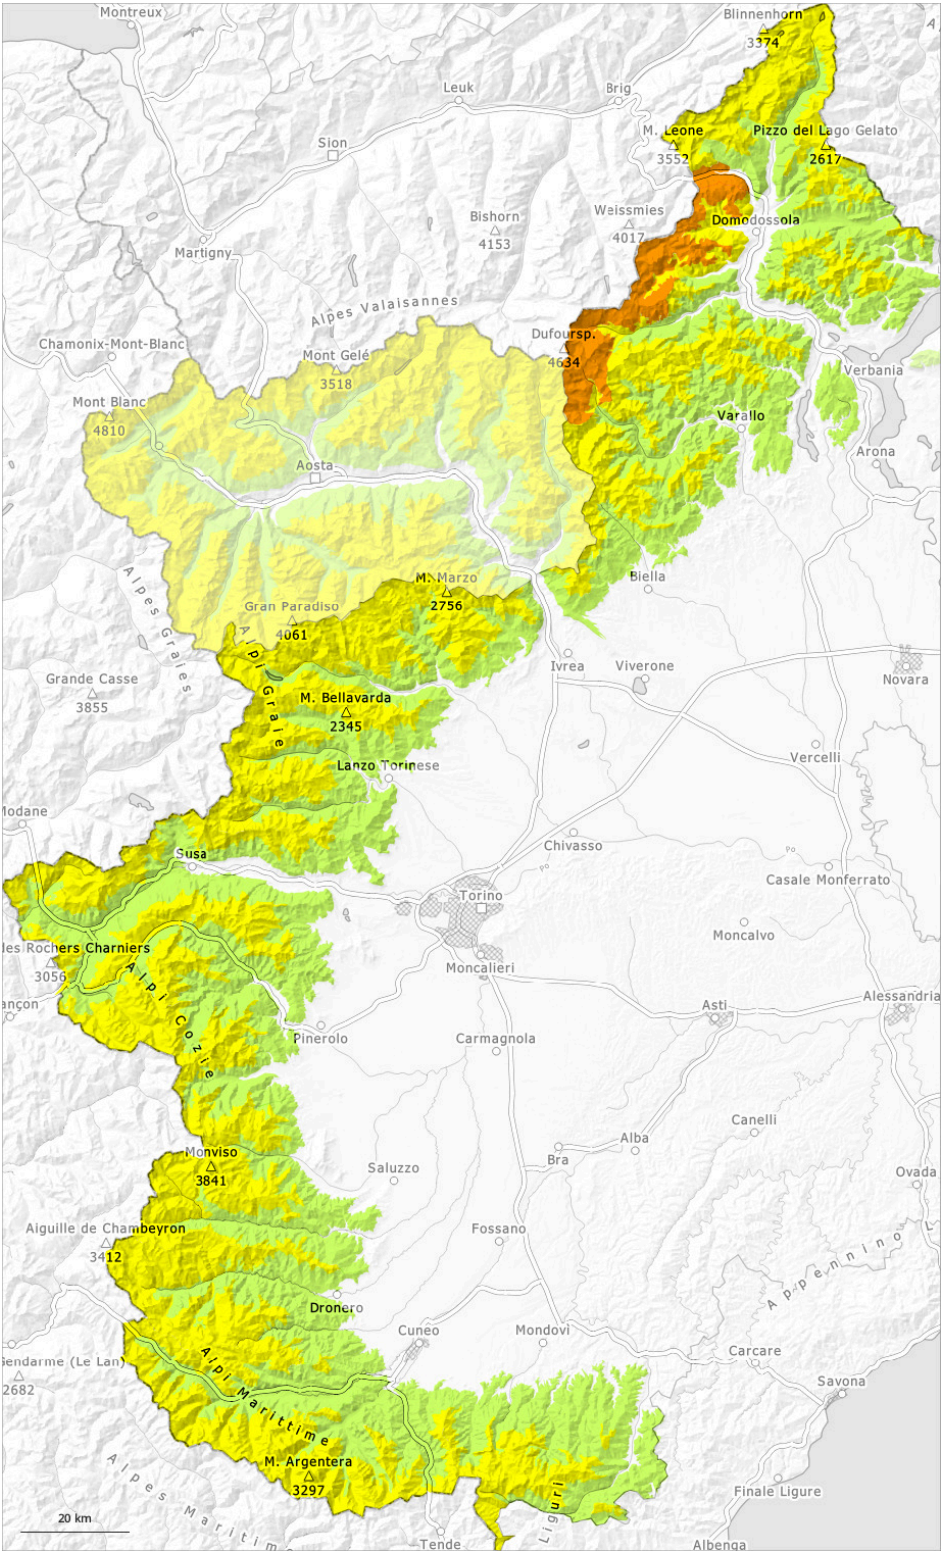 Montreux
Blinnenhorn
3374
Leuk
Brig
M. Leone
3552
Pizzo del Lago Gelato
2617
Sion
Bishorn
4153
Weissmies
4017
Domodossola
Martigny
Alpes Valaisannes
Chamonix-Mont-Blanc
Mont Gelé
3518
Dufoursp.
4634
Verbania
Mont Blanc
4810
Varallo
Arona
Aosta
Alpes Graies
M. Marzo
2756
Biella
Gran Paradiso
4061
Alpi Graie
Ivrea
Viverone
Novara
Grande Casse
3855
M. Bellavarda
2345
Lanzo Torinese
Vercelli
Modane
Chivasso
Po
Po
Susa
Casale Monferrato
Torino
Moncalvo
les Rochers Charniers
3056
Moncalieri
Alpi Cozie
ançon
Asti
Alessandria
Pinerolo
Carmagnola
Canelli
Alba
Bra
Monviso
3841
Saluzzo
Ovada
Aiguille de Chambeyron
3412
Fossano
Appennino L
Dronero
Cuneo
Mondovì
Carcare
Gendarme (Le Lan
2682
Alpi Marittime
Savona
M. Argentera
3297
Alpes Maritim
Liguri
Finale Ligure
20 km
Tende
Albenga